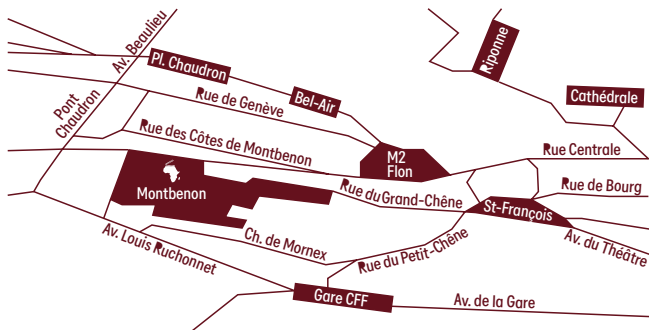 Av. Beaulieu
Pl. Chaudron
Riponne
Bel-Air
Cathédrale
Pont
Chaudron
Rue de Genève
Rue des Côtes de Montbenon
M2
Flon
Rue Centrale
Montbenon
Rue du Grand-Chêne
Rue de Bourg
St-François
Av. Louis Ruchonnet
Ch. de Mornex
Rue du Petit-Chêne
Av. du Théâtre
Gare CFF
Av. de la Gare